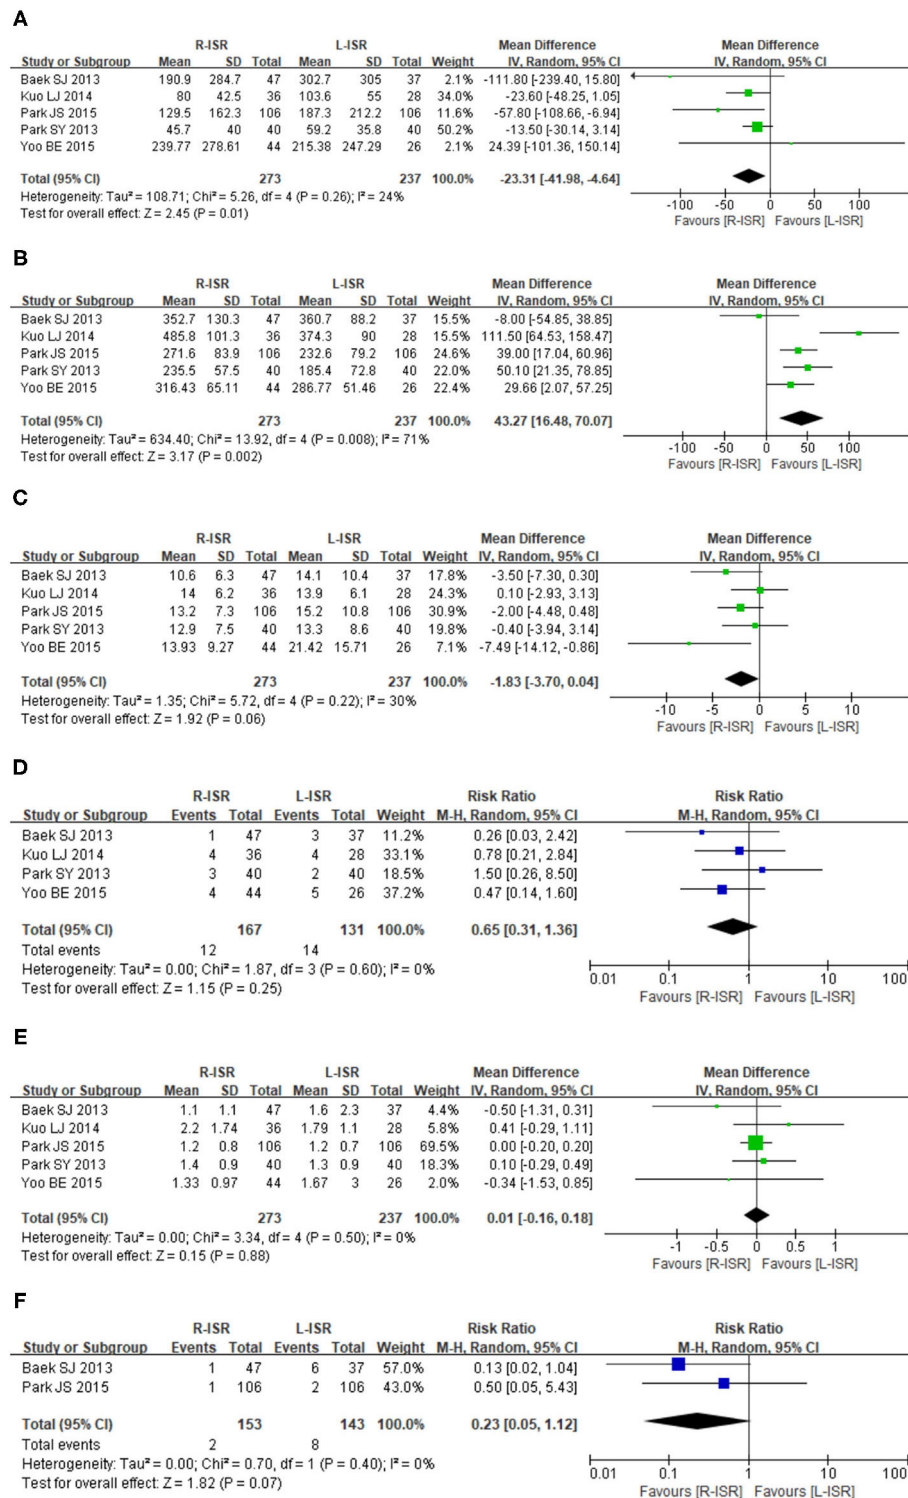 A
R-ISR L-ISR Mean Difference Mean Difference
Study or Subgroup Mean SD Total Mean SD Total Weight IV, Random, 95% CI IV, Random, 95% CI
Baek SJ 2013 190.9 284.7 47 302.7 305 37 2.1% -111.80 [-239.40, 15.80]
Kuo LJ 2014 80 42.5 36 103.6 55 28 34.0% -23.60 [-48.25, 1.05]
Park JS 2015 129.5 162.3 106 187.3 212.2 106 11.6% -57.80 [-108.66, -6.94]
Park SY 2013 45.7 40 40 59.2 35.8 40 50.2% -13.50 [-30.14, 3.14]
Yoo BE 2015 239.77 278.61 44 215.38 247.29 26 2.1% 24.39 [-101.36, 150.14]
Total (95% CI) 273 237 100.0% -23.31 [-41.98, -4.64]
Heterogeneity: Tau² = 108.71; Chi² = 5.26, df = 4 (P = 0.26); I² = 24%
Test for overall effect: Z = 2.45 (P = 0.01)
-100 -50 0 50 100
Favours [R-ISR] Favours [L-ISR]
B
R-ISR L-ISR Mean Difference Mean Difference
Study or Subgroup Mean SD Total Mean SD Total Weight IV, Random, 95% CI IV, Random, 95% CI
Baek SJ 2013 352.7 130.3 47 360.7 88.2 37 15.5% -8.00 [-54.85, 38.85]
Kuo LJ 2014 485.8 101.3 36 374.3 90 28 15.5% 111.50 [64.53, 158.47]
Park JS 2015 271.6 83.9 106 232.6 79.2 106 24.6% 39.00 [17.04, 60.96]
Park SY 2013 235.5 57.5 40 185.4 72.8 40 22.0% 50.10 [21.35, 78.85]
Yoo BE 2015 316.43 65.11 44 286.77 51.46 26 22.4% 29.66 [2.07, 57.25]
Total (95% CI) 273 237 100.0% 43.27 [16.48, 70.07]
Heterogeneity: Tau² = 634.40; Chi² = 13.92, df = 4 (P = 0.008); I² = 71%
Test for overall effect: Z = 3.17 (P = 0.002)
-100 -50 0 50 100
Favours [R-ISR] Favours [L-ISR]
C
R-ISR L-ISR Mean Difference Mean Difference
Study or Subgroup Mean SD Total Mean SD Total Weight IV, Random, 95% CI IV, Random, 95% CI
Baek SJ 2013 10.6 6.3 47 14.1 10.4 37 17.8% -3.50 [-7.30, 0.30]
Kuo LJ 2014 14 6.2 36 13.9 6.1 28 24.3% 0.10 [-2.93, 3.13]
Park JS 2015 13.2 7.3 106 15.2 10.8 106 30.9% -2.00 [-4.48, 0.48]
Park SY 2013 12.9 7.5 40 13.3 8.6 40 19.8% -0.40 [-3.94, 3.14]
Yoo BE 2015 13.93 9.27 44 21.42 15.71 26 7.1% -7.49 [-14.12, -0.86]
Total (95% CI) 273 237 100.0% -1.83 [-3.70, 0.04]
Heterogeneity: Tau² = 1.35; Chi² = 5.72, df = 4 (P = 0.22); I² = 30%
Test for overall effect: Z = 1.92 (P = 0.06)
-10 -5 0 5 10
Favours [R-ISR] Favours [L-ISR]
D
R-ISR L-ISR Risk Ratio Risk Ratio
Study or Subgroup Events Total Events Total Weight M-H, Random, 95% CI M-H, Random, 95% CI
Baek SJ 2013 1 47 3 37 11.2% 0.26 [0.03, 2.42]
Kuo LJ 2014 4 36 4 28 33.1% 0.78 [0.21, 2.84]
Park SY 2013 3 40 2 40 18.5% 1.50 [0.26, 8.50]
Yoo BE 2015 4 44 5 26 37.2% 0.47 [0.14, 1.60]
Total (95% CI) 167 131 100.0% 0.65 [0.31, 1.36]
Total events 12 14
Heterogeneity: Tau² = 0.00; Chi² = 1.87, df = 3 (P = 0.60); I² = 0%
Test for overall effect: Z = 1.15 (P = 0.25)
0.01 0.1 1 10 100
Favours [R-ISR] Favours [L-ISR]
E
R-ISR L-ISR Mean Difference Mean Difference
Study or Subgroup Mean SD Total Mean SD Total Weight IV, Random, 95% CI IV, Random, 95% CI
Baek SJ 2013 1.1 1.1 47 1.6 2.3 37 4.4% -0.50 [-1.31, 0.31]
Kuo LJ 2014 2.2 1.74 36 1.79 1.1 28 5.8% 0.41 [-0.29, 1.11]
Park JS 2015 1.2 0.8 106 1.2 0.7 106 69.5% 0.00 [-0.20, 0.20]
Park SY 2013 1.4 0.9 40 1.3 0.9 40 18.3% 0.10 [-0.29, 0.49]
Yoo BE 2015 1.33 0.97 44 1.67 3 26 2.0% -0.34 [-1.53, 0.85]
Total (95% CI) 273 237 100.0% 0.01 [-0.16, 0.18]
Heterogeneity: Tau² = 0.00; Chi² = 3.34, df = 4 (P = 0.50); I² = 0%
Test for overall effect: Z = 0.15 (P = 0.88)
-1 -0.5 0 0.5 1
Favours [R-ISR] Favours [L-ISR]
F
R-ISR L-ISR Risk Ratio Risk Ratio
Study or Subgroup Events Total Events Total Weight M-H, Random, 95% CI M-H, Random, 95% CI
Baek SJ 2013 1 47 6 37 57.0% 0.13 [0.02, 1.04]
Park JS 2015 1 106 2 106 43.0% 0.50 [0.05, 5.43]
Total (95% CI) 153 143 100.0% 0.23 [0.05, 1.12]
Total events 2 8
Heterogeneity: Tau² = 0.00; Chi² = 0.70, df = 1 (P = 0.40); I² = 0%
Test for overall effect: Z = 1.82 (P = 0.07)
0.01 0.1 1 10 100
Favours [R-ISR] Favours [L-ISR]